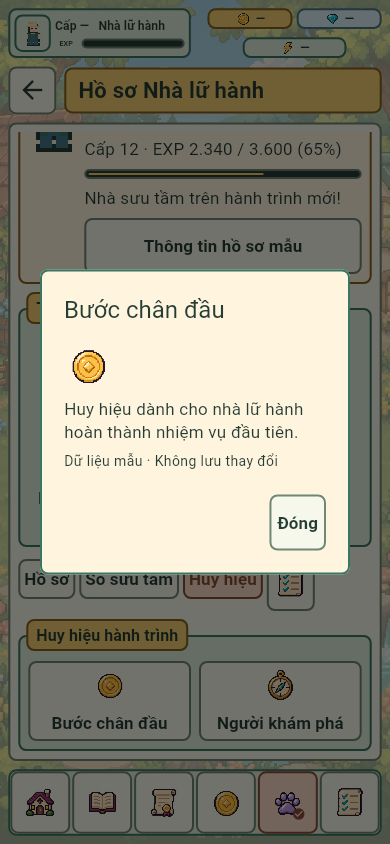 Cấp — Nhà lữ hành
EXP
—
—
—
Hồ sơ Nhà lữ hành
Cấp 12 · EXP 2.340 / 3.600 (65%)
Nhà sưu tầm trên hành trình mới!
Thông tin hồ sơ mẫu
Bước chân đầu
Huy hiệu dành cho nhà lữ hành
hoàn thành nhiệm vụ đầu tiên.
Dữ liệu mẫu · Không lưu thay đổi
Đóng
Hồ sơ
Sổ sưu tầm
Huy hiệu
Huy hiệu hành trình
Bước chân đầu
Người khám phá